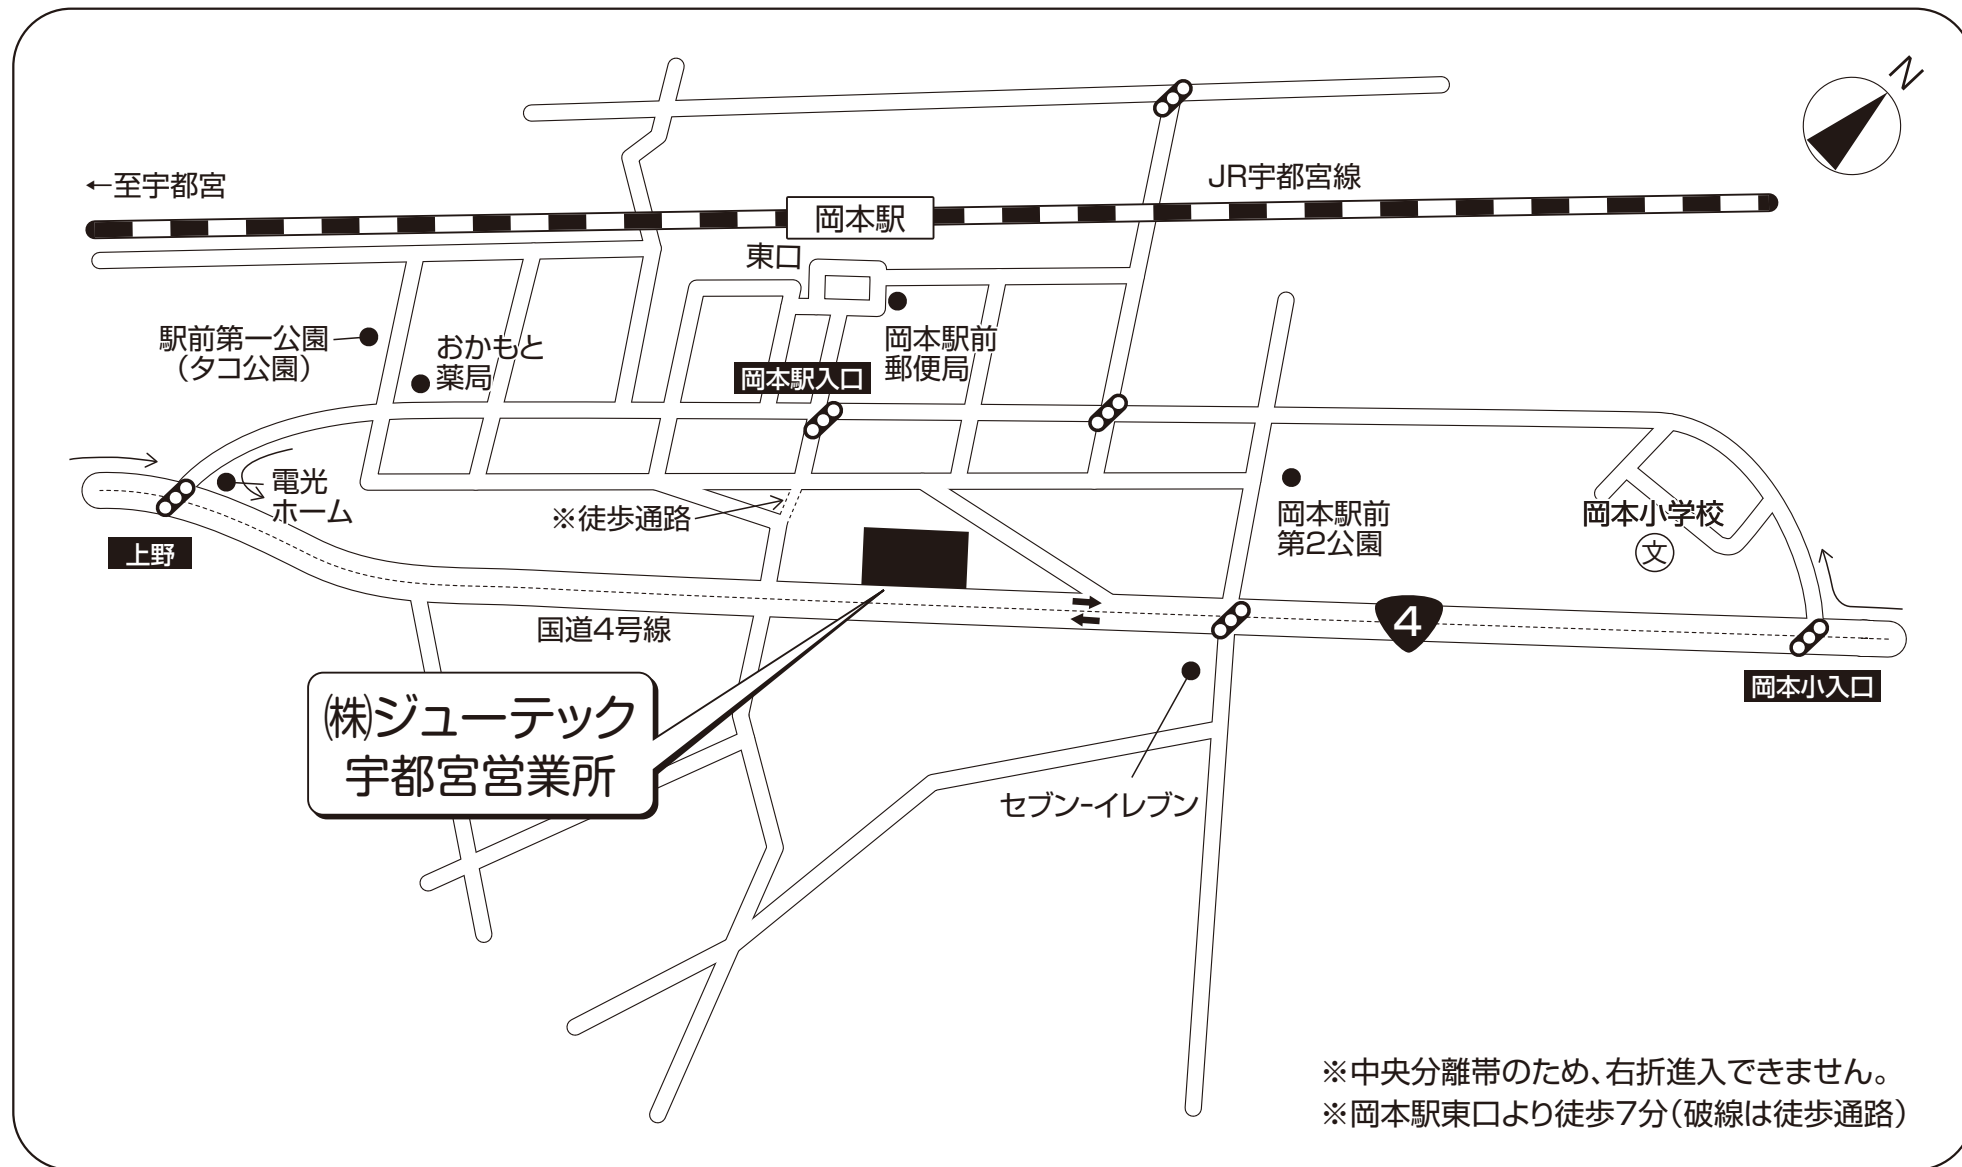 N
←至宇都宮
JR宇都宮線
岡本駅
東口
駅前第一公園
（タコ公園）
おかもと
薬局
岡本駅前
郵便局
岡本駅入口
電光
ホーム
※徒歩通路
岡本駅前
第2公園
岡本小学校
文
上野
国道4号線
4
岡本小入口
㈱ジューテック
宇都宮営業所
セブン-イレブン
※中央分離帯のため、右折進入できません。
※岡本駅東口より徒歩7分（破線は徒歩通路）